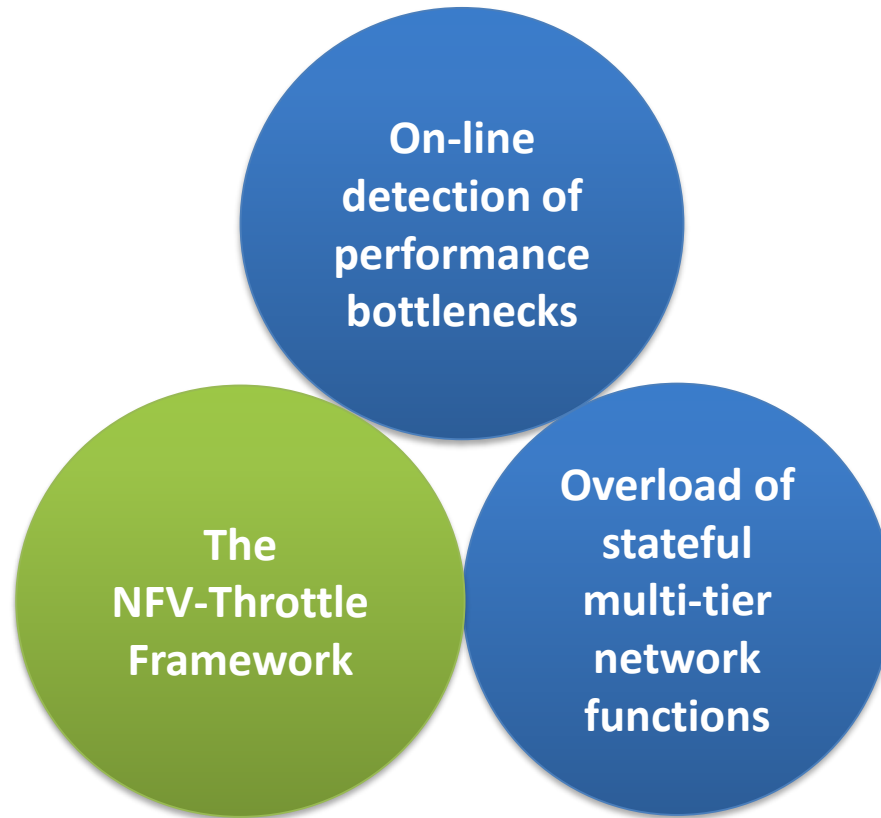 On-line
detection of
performance
bottlenecks
The
NFV-Throttle
Framework
Overload of
stateful
multi-tier
network
functions